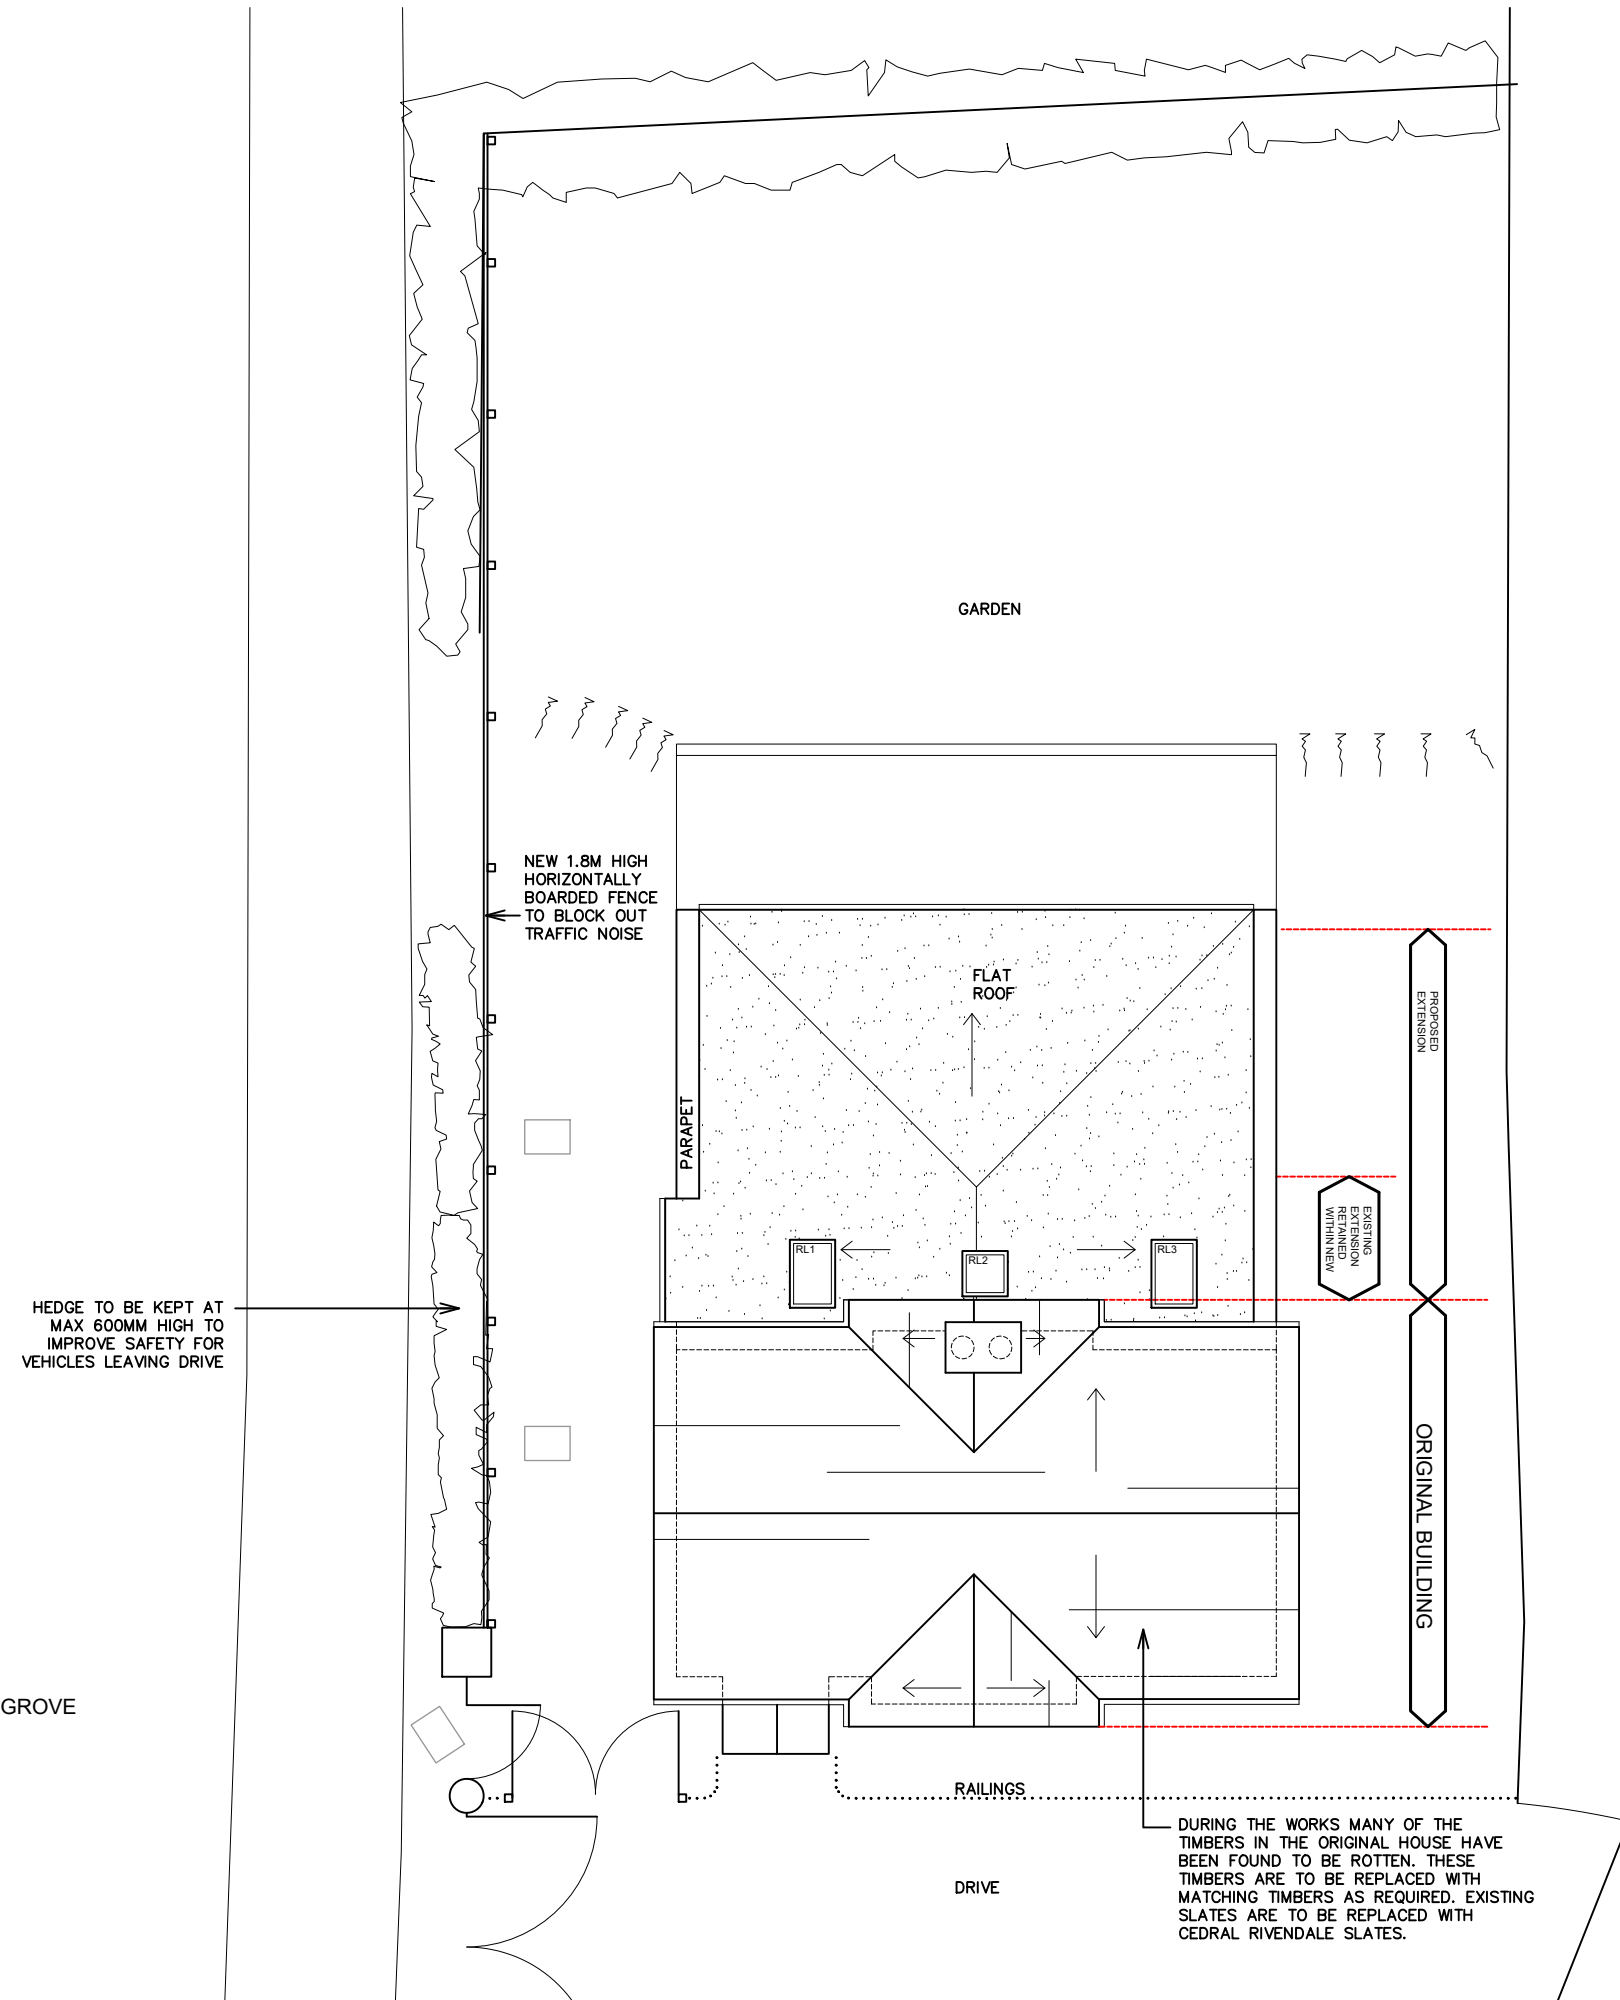 GARDEN
NEW 1.8M HIGH
HORIZONTALLY
BOARDED FENCE
TO BLOCK OUT
TRAFFIC NOISE
FLAT
ROOF
PROPOSED
EXTENSION
PARAPET
EXISTING
EXTENSION
RETAINED
WITHIN NEW
RL1
RL2
RL3
HEDGE TO BE KEPT AT
MAX 600MM HIGH TO
IMPROVE SAFETY FOR
VEHICLES LEAVING DRIVE
ORIGINAL BUILDING
GROVE
RAILINGS
DRIVE
DURING THE WORKS MANY OF THE
TIMBERS IN THE ORIGINAL HOUSE HAVE
BEEN FOUND TO BE ROTTEN. THESE
TIMBERS ARE TO BE REPLACED WITH
MATCHING TIMBERS AS REQUIRED. EXISTING
SLATES ARE TO BE REPLACED WITH
CEDRAL RIVENDALE SLATES.